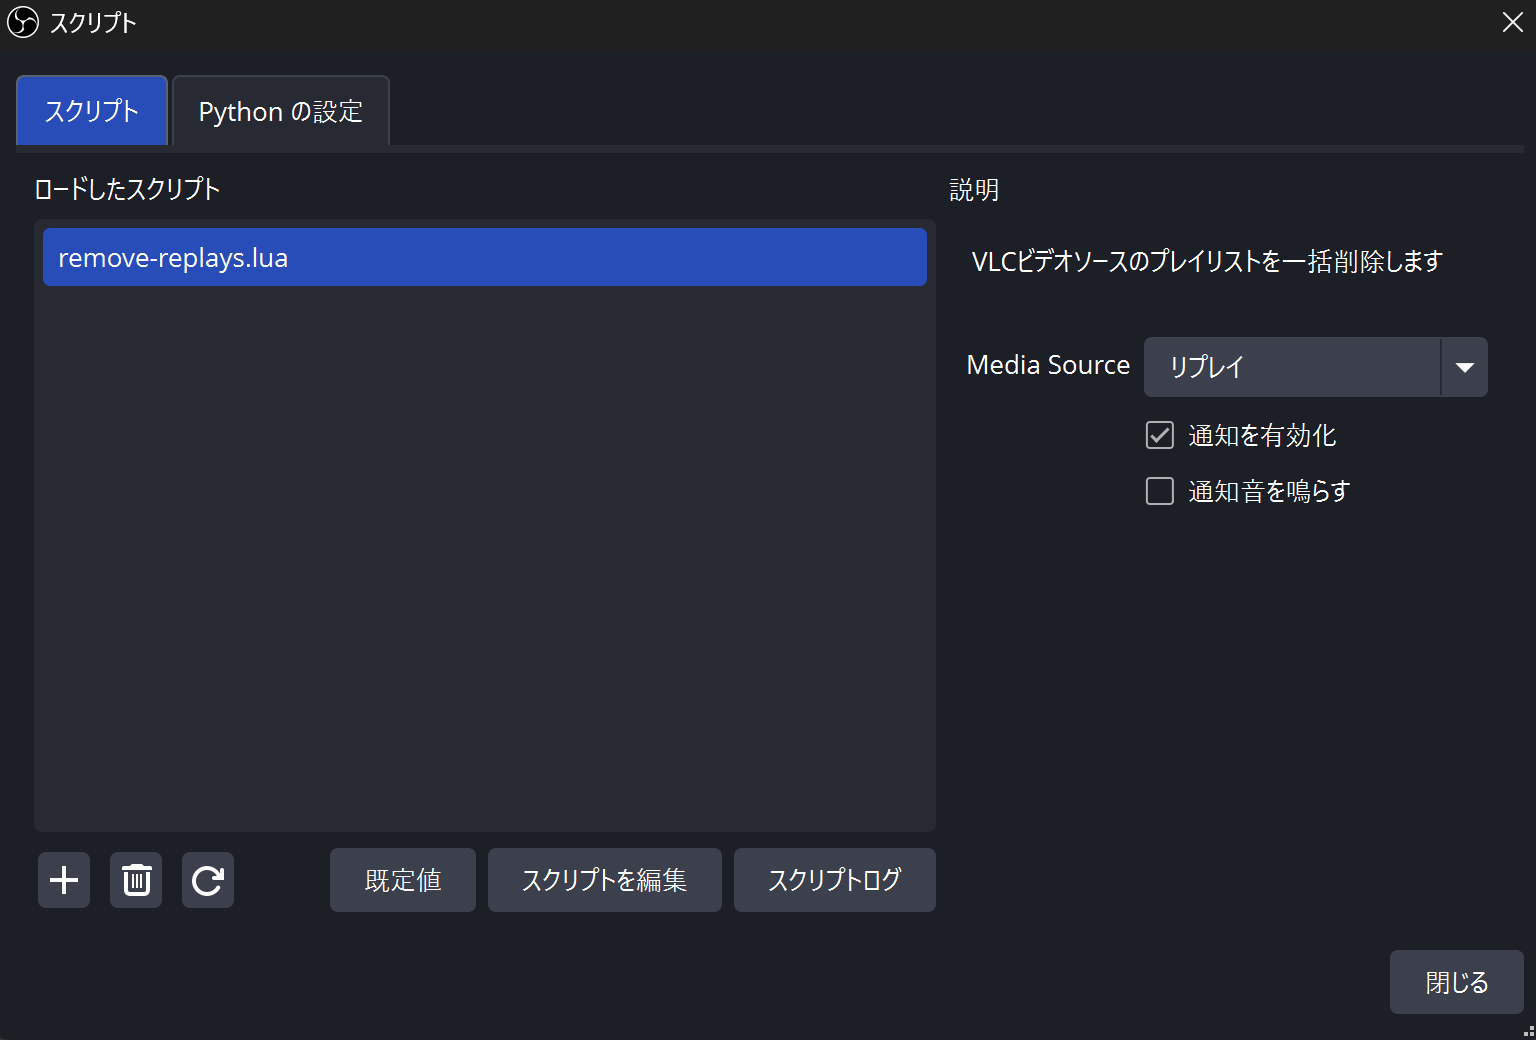 スクリプト
スクリプト
Python の設定
ロードしたスクリプト
remove-replays.lua
説明
VLCビデオソースのプレイリストを一括削除します
Media Source リプレイ
通知を有効化
通知音を鳴らす
既定値
スクリプトを編集
スクリプトログ
閉じる